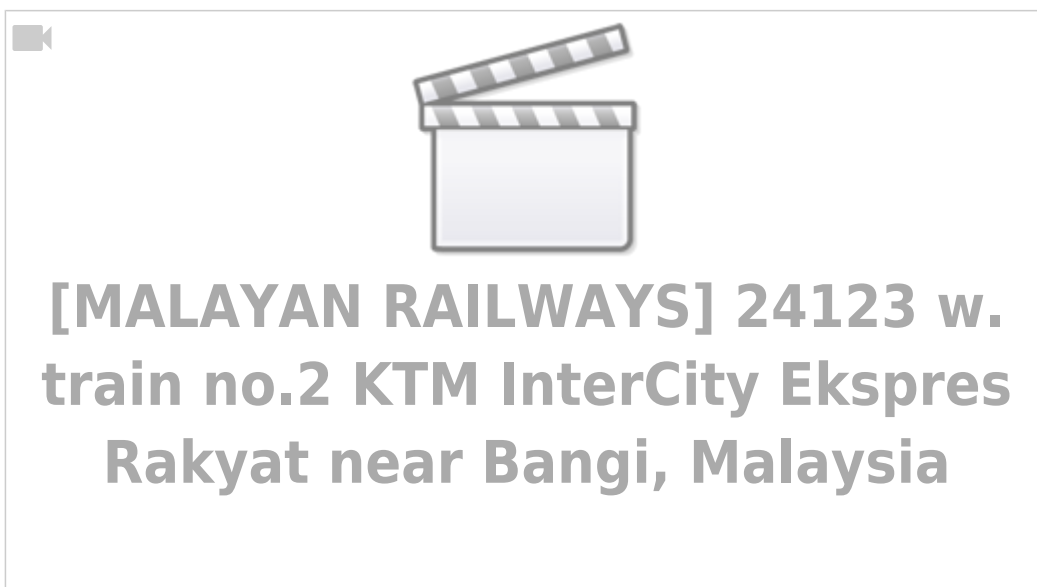 [MALAYAN RAILWAYS] 24123 w.
train no.2 KTM InterCity Ekspres
Rakyat near Bangi, Malaysia